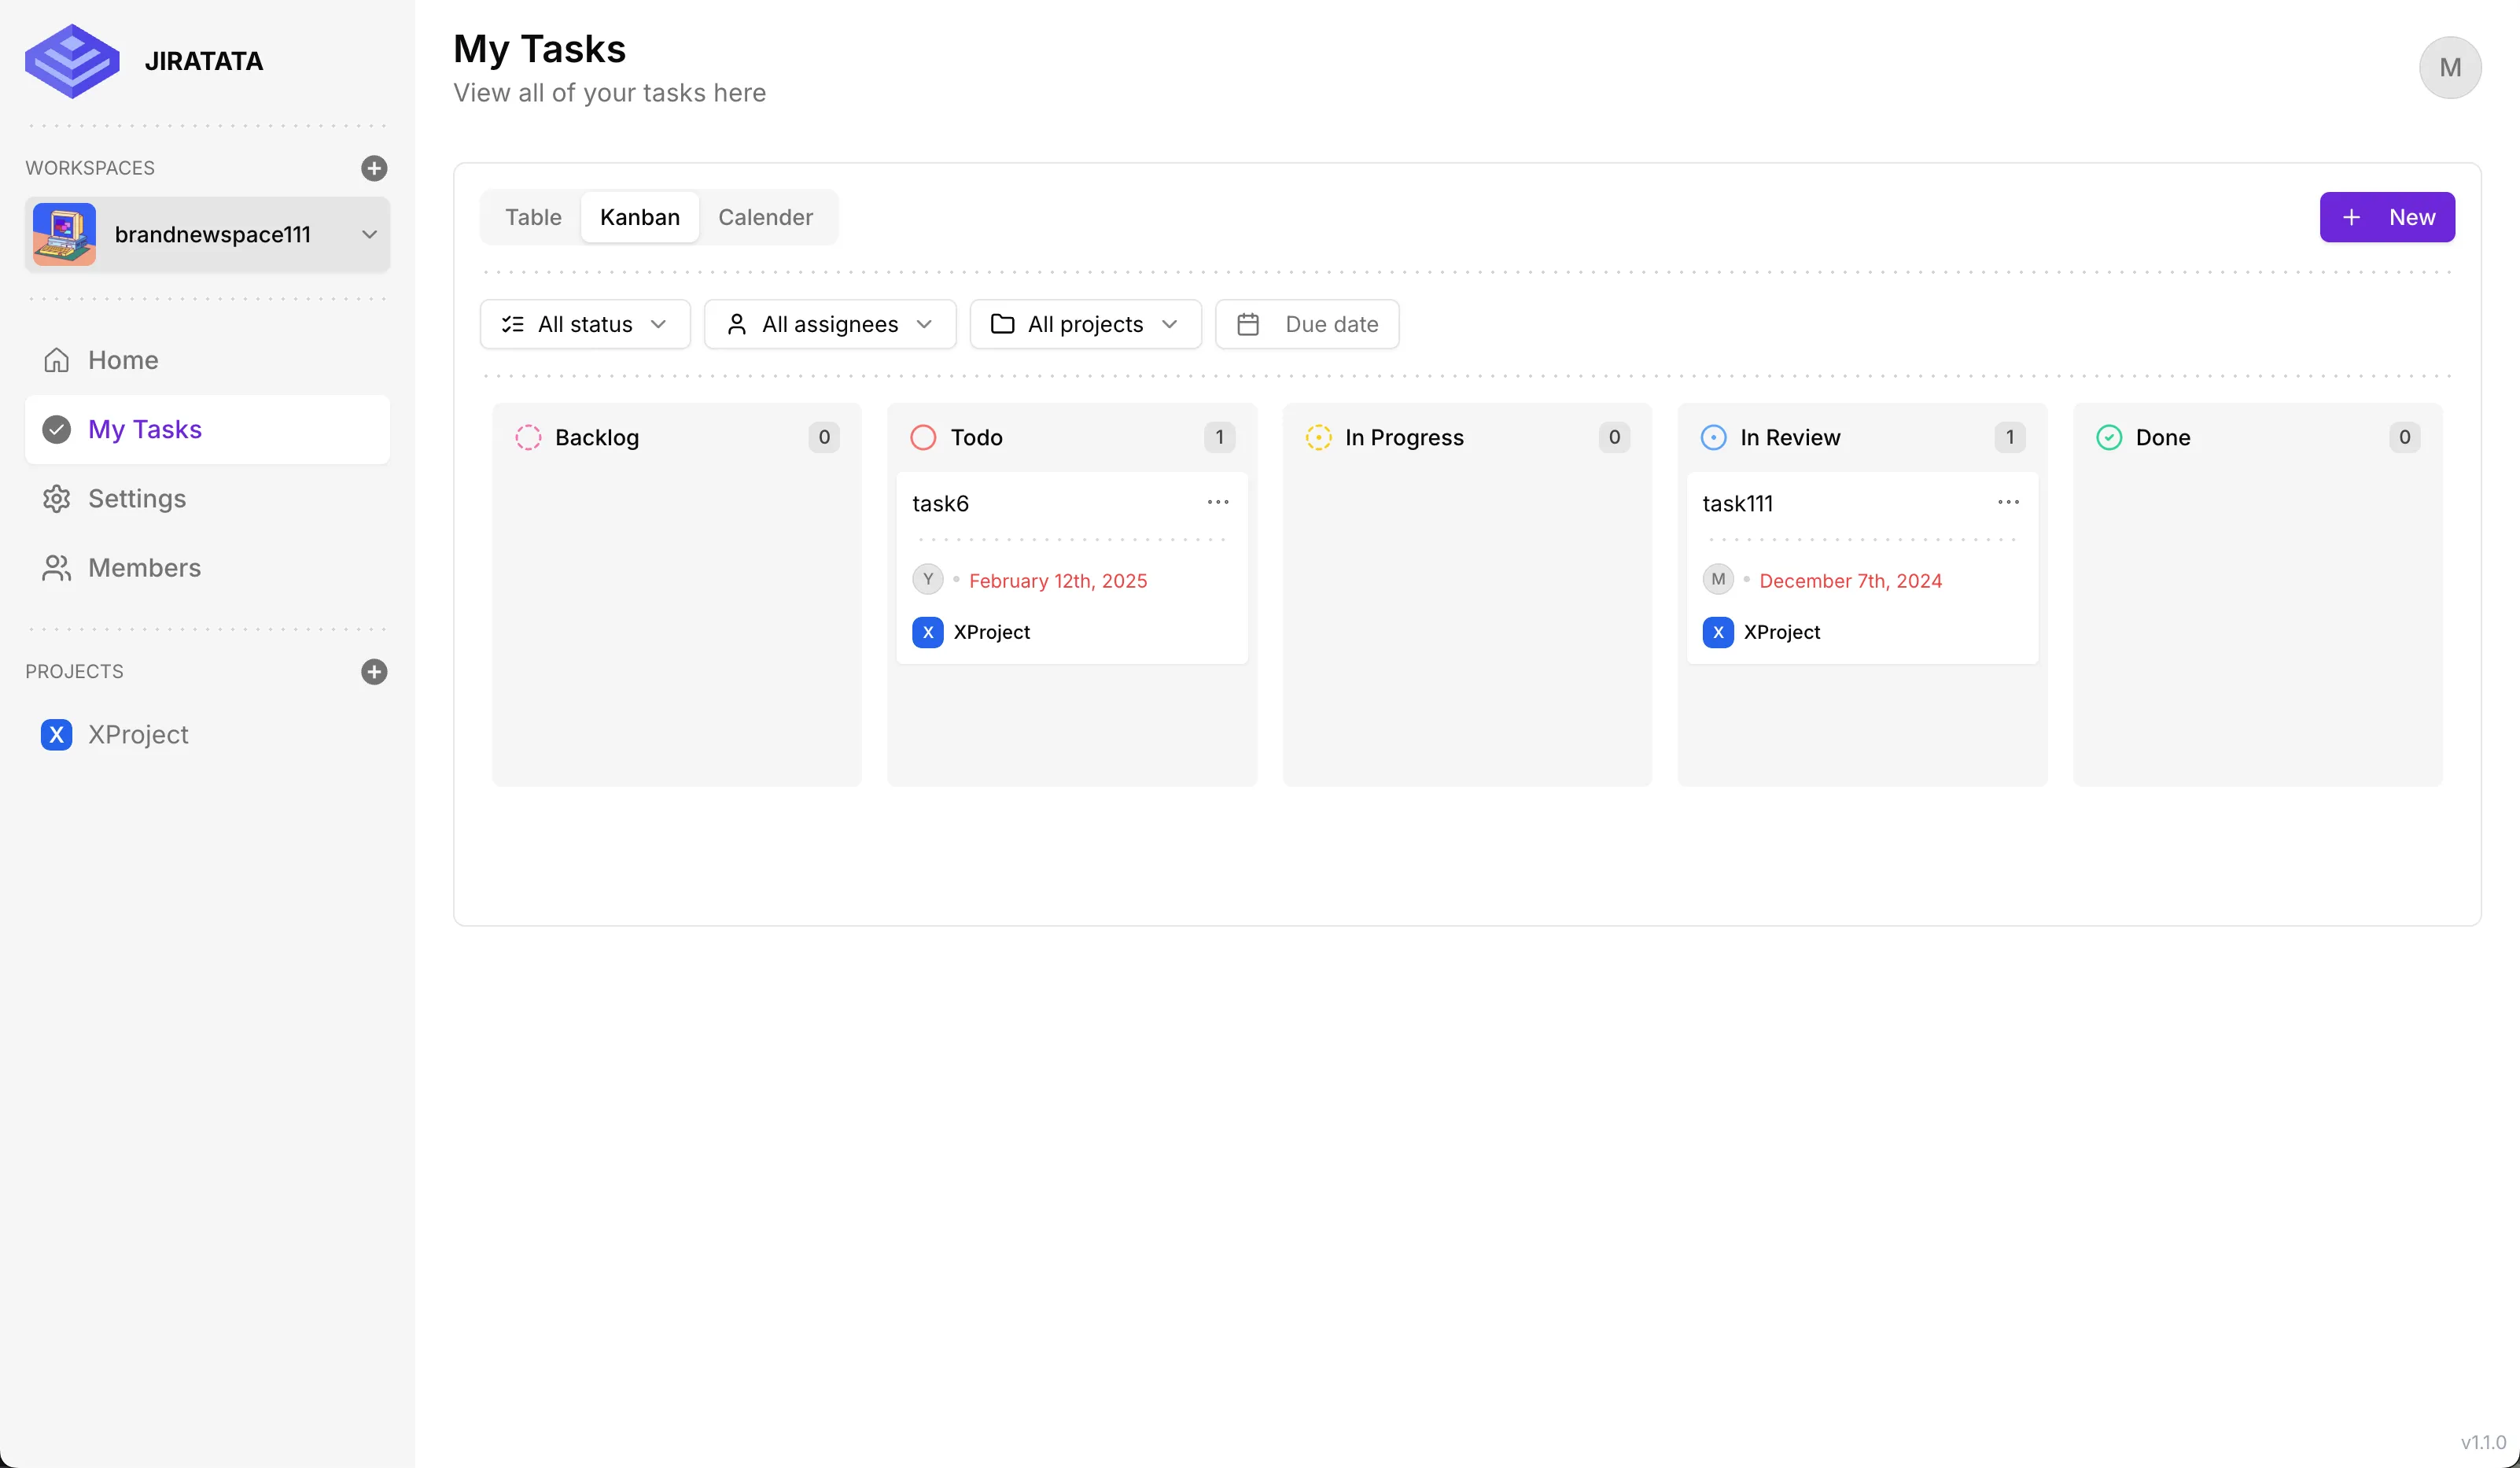 JIRATATA
WORKSPACES
brandnewspace111
Home
My Tasks
Settings
Members
PROJECTS
X XProject
My Tasks
View all of your tasks here
M
Table Kanban Calender
New
All status All assignees All projects Due date
Backlog 0
Todo 1
task6
Y February 12th, 2025
X XProject
In Progress 0
In Review 1
task111
M December 7th, 2024
X XProject
Done 0
v1.1.0